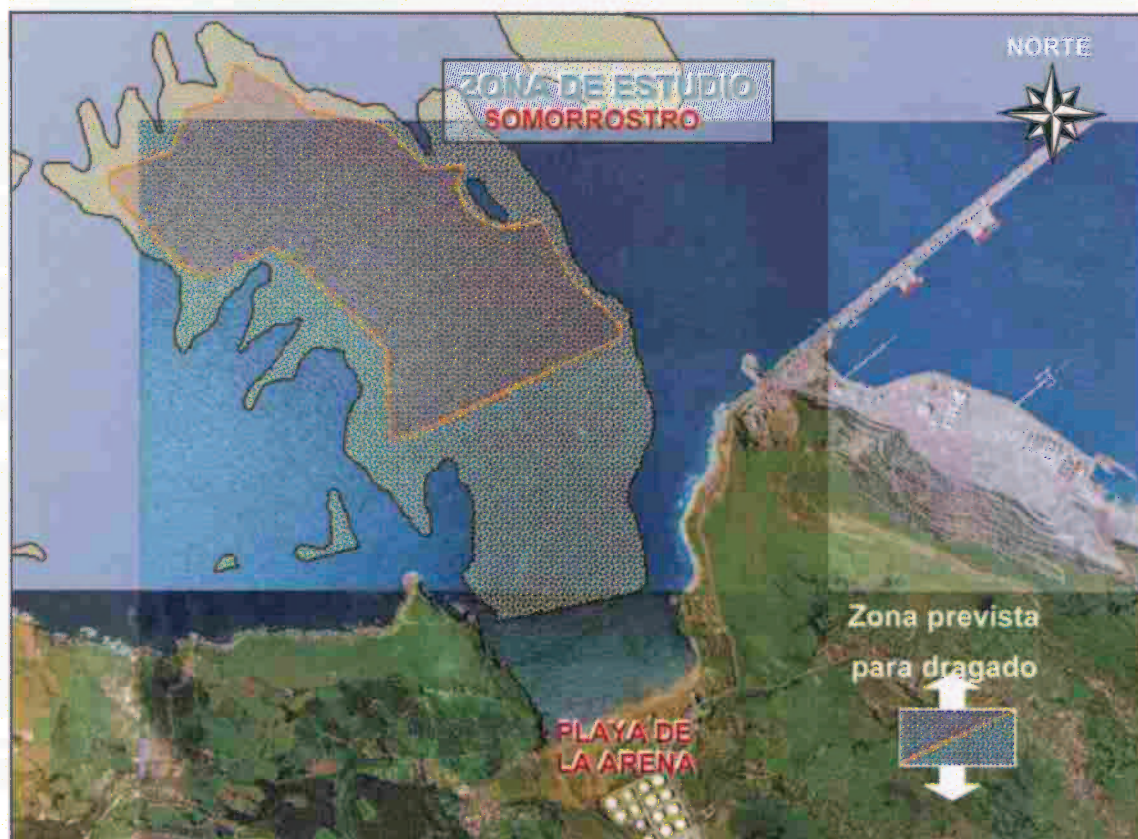 NORTE
ZONA DE ESTUDIO
SOMORROSTRO
Zona prevista
para dragado
PLAYA DE
LA ARENA